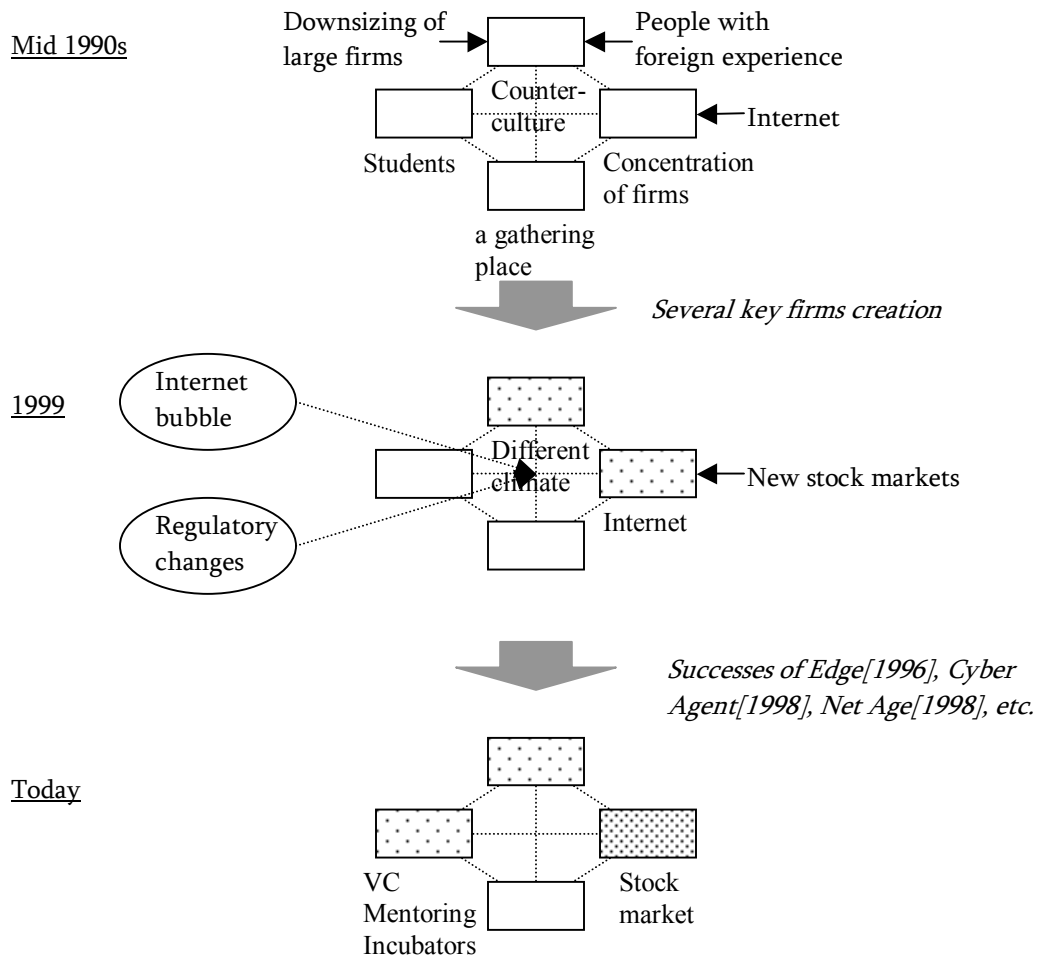 Mid 1990s
Downsizing of
large firms
People with
foreign experience
Counter-
culture
Internet
Students
Concentration
of firms
a gathering
place
Several key firms creation
1999
Internet
bubble
Different
climate
New stock markets
Internet
Regulatory
changes
Successes of Edge[1996], Cyber
Agent[1998], Net Age[1998], etc.
Today
VC
Mentoring
Incubators
Stock
market